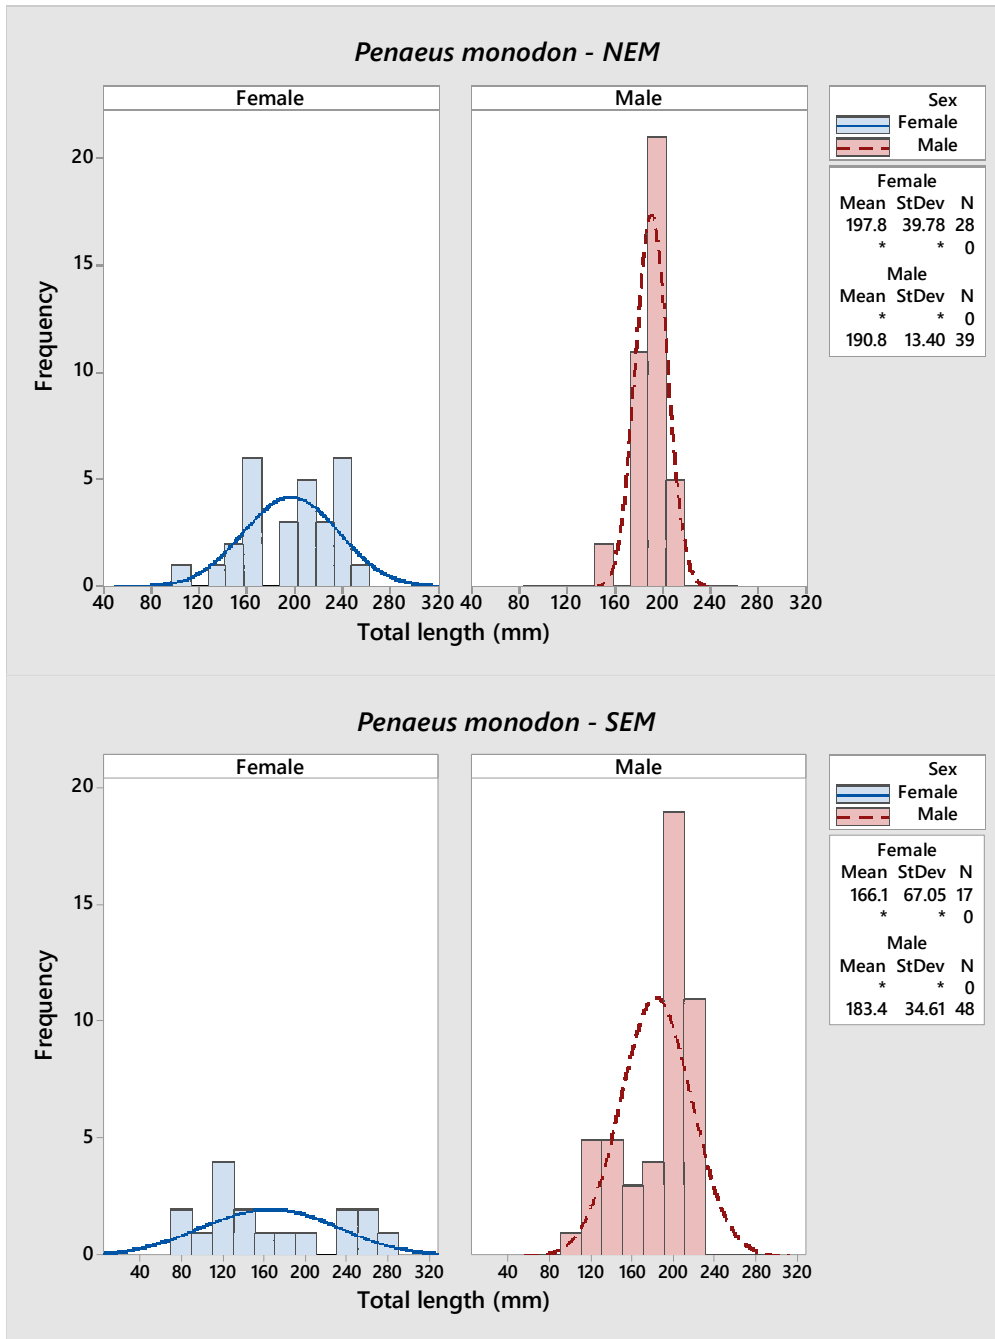 Penaeus monodon - NEM
Female
Male
20
15
10
5
0
Frequency
40 80 120 160 200 240 280 320
40 80 120 160 200 240 280 320
Total length (mm)
Sex
Female
Male
Female
Mean StDev N
197.8 39.78 28
* * 0
Male
Mean StDev N
* * 0
190.8 13.40 39
Penaeus monodon - SEM
Female
Male
20
15
10
5
0
Frequency
40 80 120 160 200 240 280 320
40 80 120 160 200 240 280 320
Total length (mm)
Sex
Female
Male
Female
Mean StDev N
166.1 67.05 17
* * 0
Male
Mean StDev N
* * 0
183.4 34.61 48